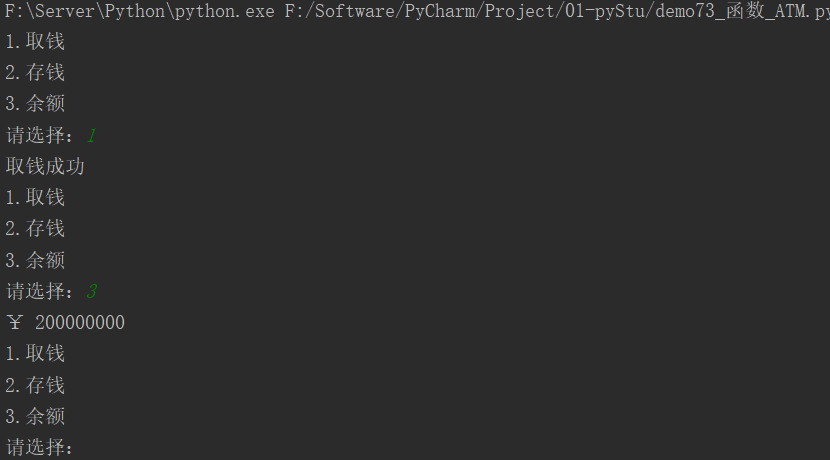 F:\Server\Python\python.exe F:/Software/PyCharm/Project/01-pyStu/demo73_函数_ATM.py
1.取钱
2.存钱
3.余额
请选择：1
取钱成功
1.取钱
2.存钱
3.余额
请选择：3
￥ 200000000
1.取钱
2.存钱
3.余额
请选择：